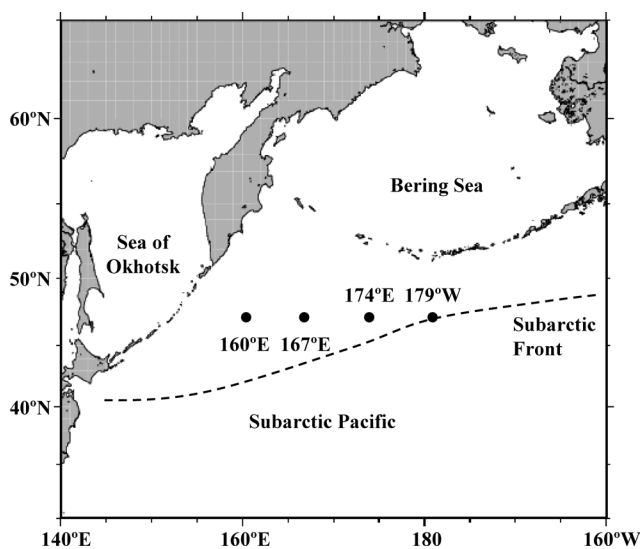 60ºN
Bering Sea
Sea of
Okhotsk
50ºN
174ºE 179ºW
160ºE 167ºE
Subarctic
Front
40ºN
Subarctic Pacific
140ºE 160ºE 180 160ºW